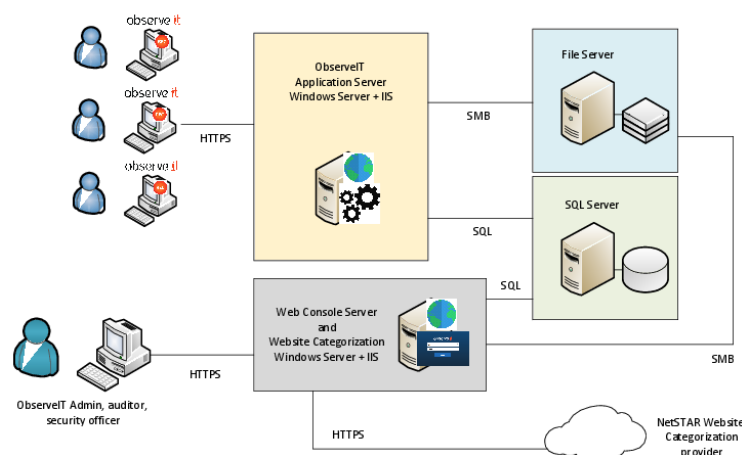 observe it
observe it
observe it
HTTPS
ObserveIT
Application Server
Windows Server + IIS
SMB
File Server
SQL
SQL Server
SQL
Web Console Server
and
Website Categorization
Windows Server + IIS
HTTPS
ObserveIT Admin, auditor,
security officer
SMB
HTTPS
NetSTAR Website
Categorization
provider